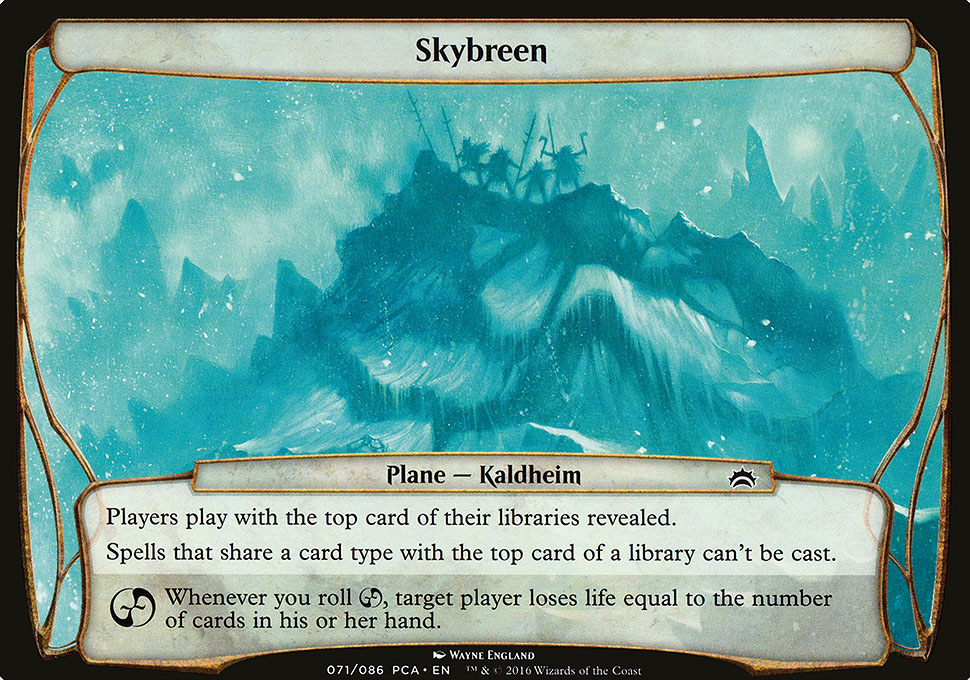 Skybreen
Plane — Kaldheim
Players play with the top card of their libraries revealed.
Spells that share a card type with the top card of a library can't be cast.
Whenever you roll , target player loses life equal to the number
of cards in his or her hand.
Wayne England
071/086 PCA • EN ™ & © 2016 Wizards of the Coast